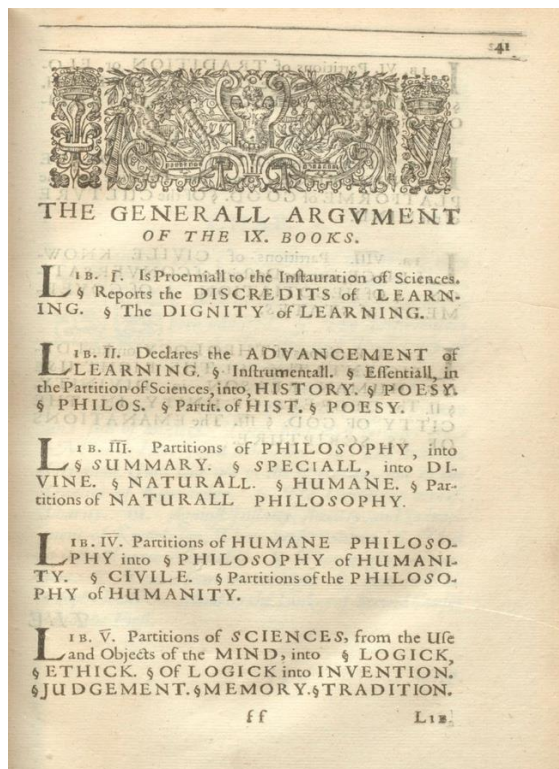 41
THE GENERALL ARGVMENT
OF THE IX. BOOKS.
LIB. I. Is Proemiall to the Inſtauration of Sciences.
§ Reports the DISCREDITS of LEARN-
ING. § The DIGNITY of LEARNING.
LIB. II. Declares the ADVANCEMENT of
LEARNING. § Inſtrumentall. § Eſſentiall, in
the Partition of Sciences, into, HISTORY. § POESY.
§ PHILOS. § Partit. of HIST. § POESY.
LIB. III. Partitions of PHILOSOPHY, into
§ SUMMARY. § SPECIALL, into DI-
VINE. § NATURALL. § HUMANE. § Par-
titions of NATURALL PHILOSOPHY.
LIB. IV. Partitions of HUMANE PHILOSO-
PHY into § PHILOSOPHY of HUMANI-
TY. § CIVILE. § Partitions of the PHILOSO-
PHY of HUMANITY.
LIB. V. Partitions of SCIENCES, from the Uſe
and Objects of the MIND, into § LOGICK,
§ ETHICK. § Of LOGICK into INVENTION.
§ JUDGEMENT. § MEMORY. § TRADITION.
ff LIB.